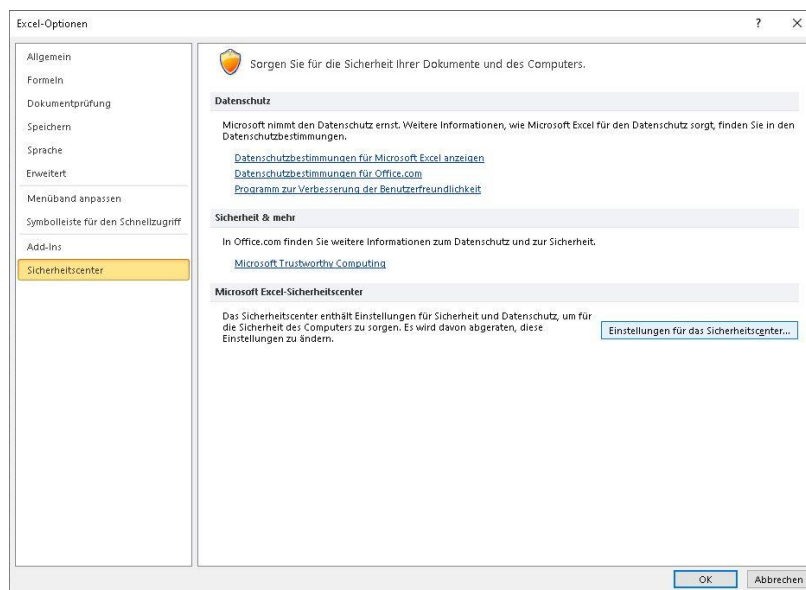 Excel-Optionen
?
Allgemein
Formeln
Dokumentprüfung
Speichern
Sprache
Erweitert
Menüband anpassen
Symbolleiste für den Schnellzugriff
Add-Ins
Sicherheitscenter
Sorgen Sie für die Sicherheit Ihrer Dokumente und des Computers.
Datenschutz
Microsoft nimmt den Datenschutz ernst. Weitere Informationen, wie Microsoft Excel für den Datenschutz sorgt, finden Sie in den
Datenschutzbestimmungen.
Datenschutzbestimmungen für Microsoft Excel anzeigen
Datenschutzbestimmungen für Office.com
Programm zur Verbesserung der Benutzerfreundlichkeit
Sicherheit & mehr
In Office.com finden Sie weitere Informationen zum Datenschutz und zur Sicherheit.
Microsoft Trustworthy Computing
Microsoft Excel-Sicherheitscenter
Das Sicherheitscenter enthält Einstellungen für Sicherheit und Datenschutz, um für
die Sicherheit des Computers zu sorgen. Es wird davon abgeraten, diese
Einstellungen zu ändern.
Einstellungen für das Sicherheitscenter...
OK
Abbrechen